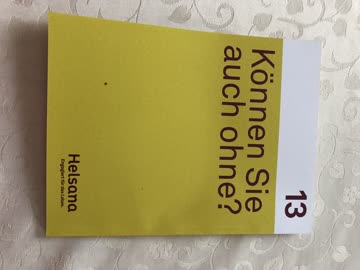 13
Können Sie
auch ohne?
Helsana
Engagiert für das Leben.